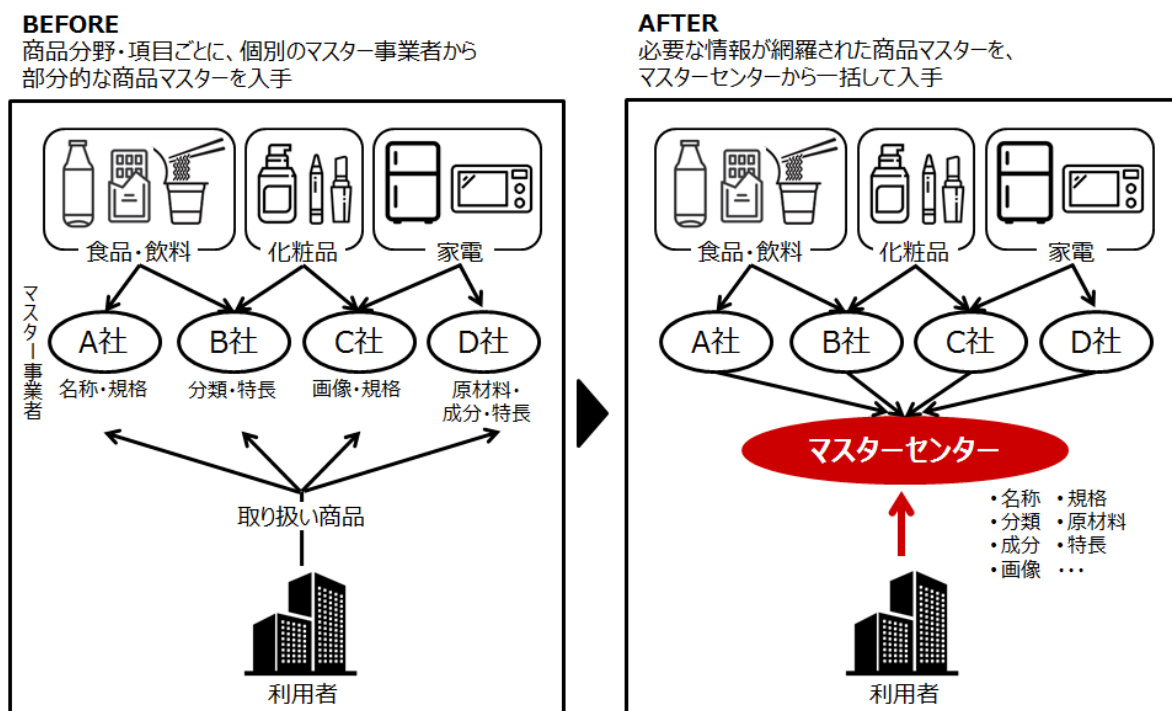 BEFORE
商品分野・項目ごとに、個別のマスター事業者から
部分的な商品マスターを入手
食品・飲料
化粧品
家電
マスター事業者
A社
B社
C社
D社
名称・規格
分類・特長
画像・規格
原材料・
成分・特長
取り扱い商品
利用者
AFTER
必要な情報が網羅された商品マスターを、
マスターセンターから一括して入手
食品・飲料
化粧品
家電
A社
B社
C社
D社
マスターセンター
・名称 ・規格
・分類 ・原材料
・成分 ・特長
・画像 ・・・
利用者